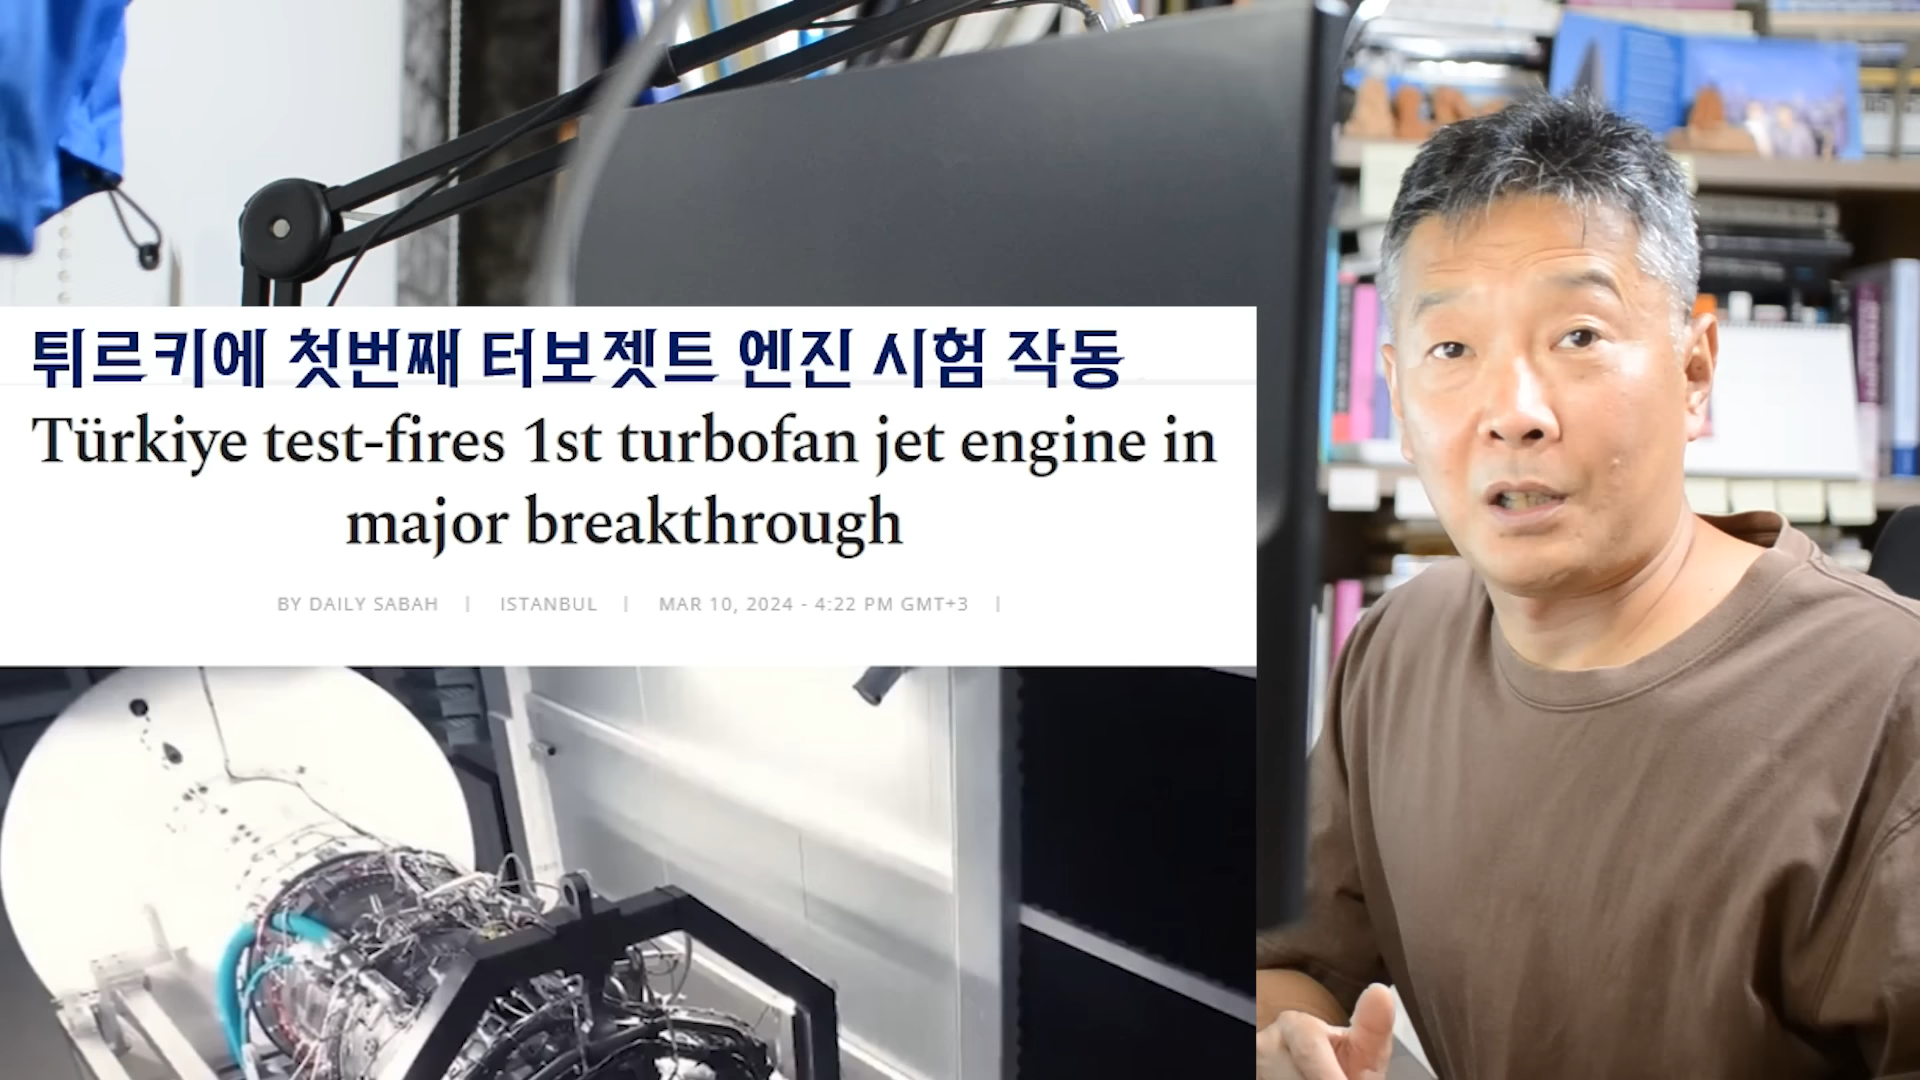 튀르키에 첫번째 터보젯트 엔진 시험 작동
Türkiye test-fires 1st turbofan jet engine in
major breakthrough
BY DAILY SABAH | ISTANBUL | MAR 10, 2024 - 4:22 PM GMT+3 |